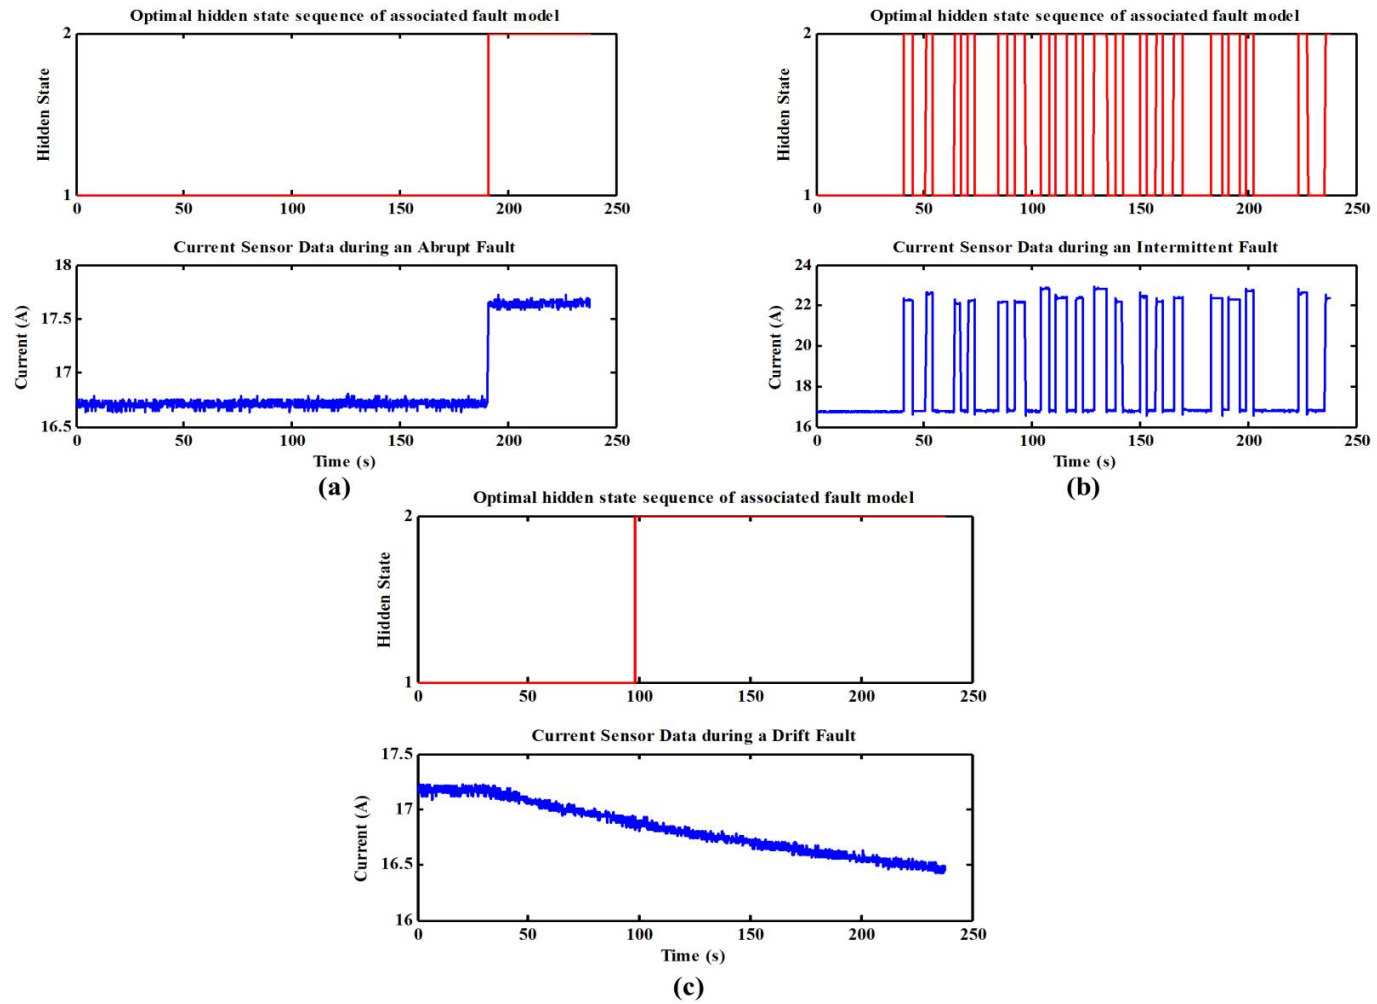 Optimal hidden state sequence of associated fault model
2
Hidden State
1
0 50 100 150 200 250
Current Sensor Data during an Abrupt Fault
18
17.5
Current (A)
17
16.5
0 50 100 150 200 250
Time (s)
(a)
Optimal hidden state sequence of associated fault model
2
Hidden State
1
0 50 100 150 200 250
Current Sensor Data during an Intermittent Fault
24
22
20
Current (A)
18
16
0 50 100 150 200 250
Time (s)
(b)
Optimal hidden state sequence of associated fault model
2
Hidden State
1
0 50 100 150 200 250
Current Sensor Data during a Drift Fault
17.5
17
Current (A)
16.5
16
0 50 100 150 200 250
Time (s)
(c)